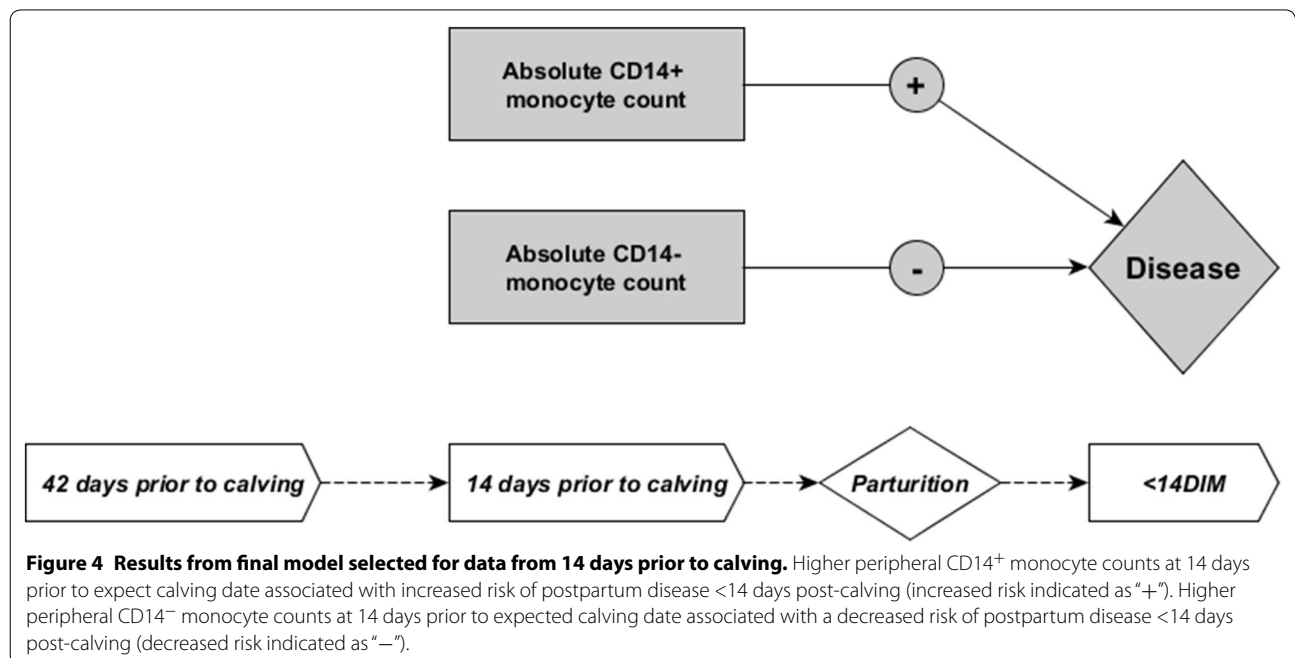 Absolute CD14+
monocyte count
+
Absolute CD14-
monocyte count
-
Disease
42 days prior to calving
14 days prior to calving
Parturition
<14DIM
Figure 4 Results from final model selected for data from 14 days prior to calving. Higher peripheral CD14⁺ monocyte counts at 14 days
prior to expect calving date associated with increased risk of postpartum disease <14 days post-calving (increased risk indicated as “+”). Higher
peripheral CD14⁻ monocyte counts at 14 days prior to expected calving date associated with a decreased risk of postpartum disease <14 days
post-calving (decreased risk indicated as “−”).